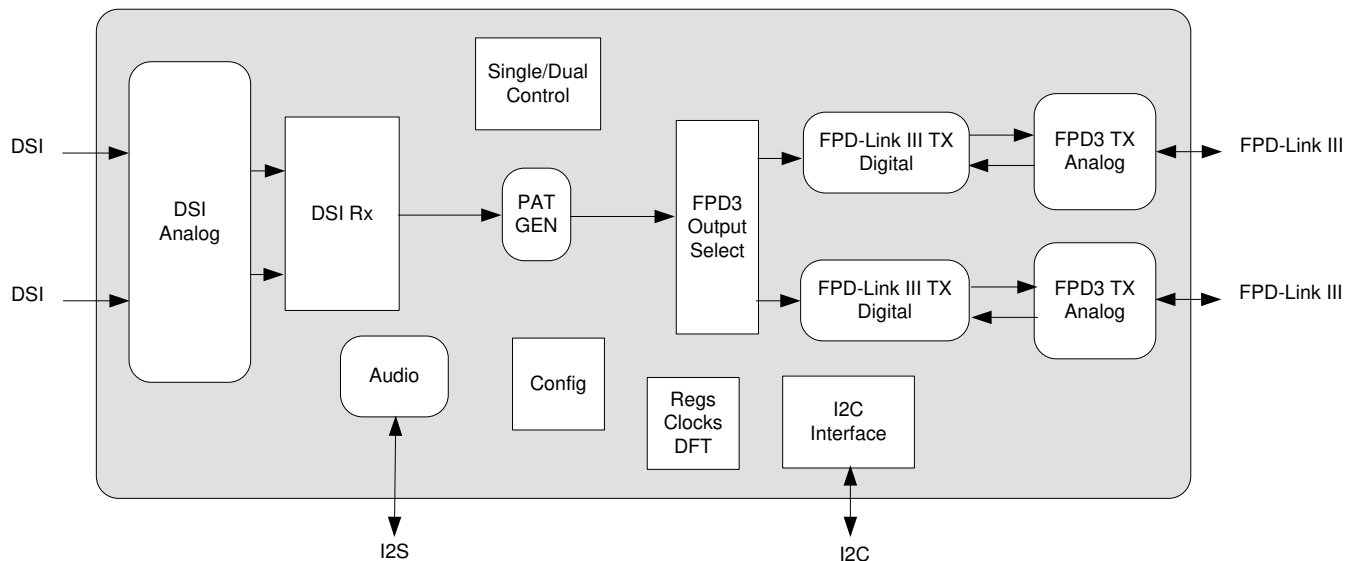 Single/Dual
Control
DSI
DSI
Analog
DSI Rx
PAT
GEN
FPD3
Output
Select
FPD-Link III TX
Digital
FPD3 TX
Analog
FPD-Link III
DSI
FPD-Link III TX
Digital
FPD3 TX
Analog
FPD-Link III
Audio
Config
Regs
Clocks
DFT
I2C
Interface
I2S
I2C